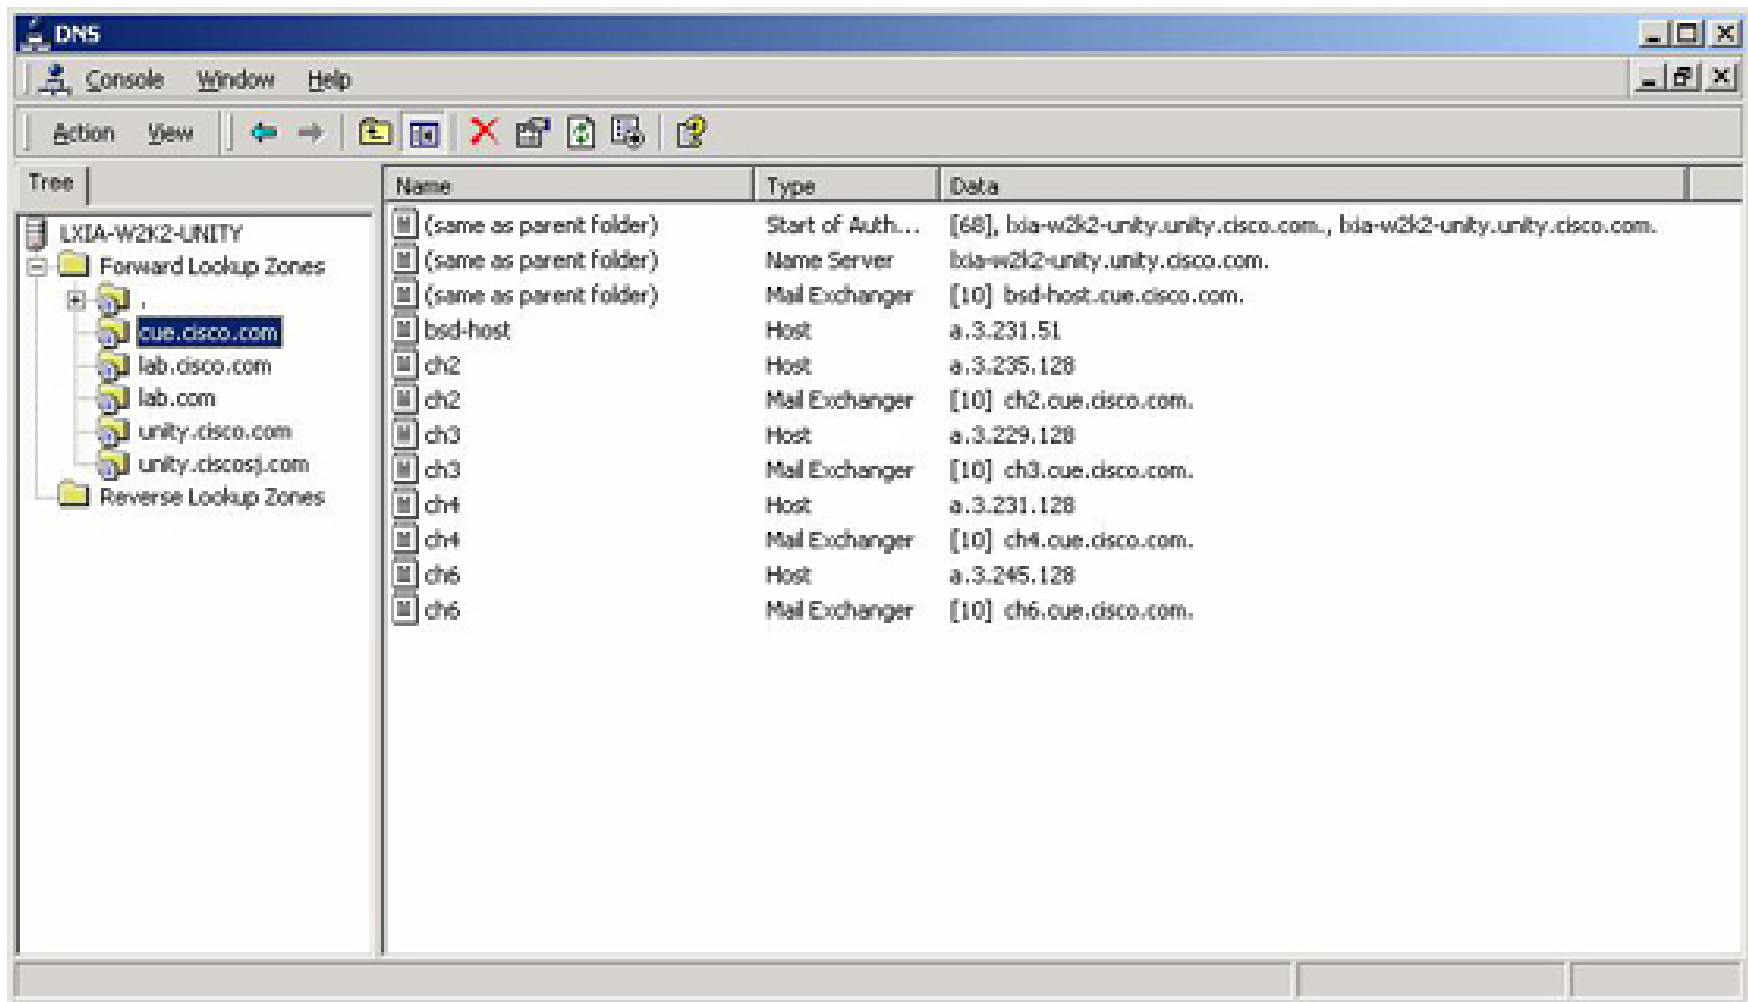 DNS
Console Window Help
Action View
Tree
LXIA-W2K2-UNITY
Forward Lookup Zones
.
cue.cisco.com
lab.cisco.com
lab.com
unity.cisco.com
unity.ciscosj.com
Reverse Lookup Zones
Name Type Data
(same as parent folder) Start of Auth... [68], lxia-w2k2-unity.unity.cisco.com., lxia-w2k2-unity.unity.cisco.com.
(same as parent folder) Name Server lxia-w2k2-unity.unity.cisco.com.
(same as parent folder) Mail Exchanger [10] bsd-host.cue.cisco.com.
bsd-host Host a.3.231.51
ch2 Host a.3.235.128
ch2 Mail Exchanger [10] ch2.cue.cisco.com.
ch3 Host a.3.229.128
ch3 Mail Exchanger [10] ch3.cue.cisco.com.
ch4 Host a.3.231.128
ch4 Mail Exchanger [10] ch4.cue.cisco.com.
ch6 Host a.3.245.128
ch6 Mail Exchanger [10] ch6.cue.cisco.com.